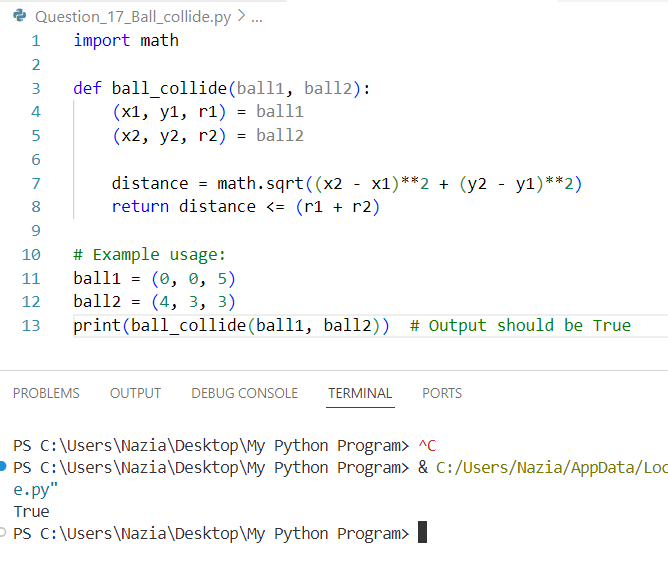 Question_17_Ball_collide.py > ...
1 import math
2
3 def ball_collide(ball1, ball2):
4     (x1, y1, r1) = ball1
5     (x2, y2, r2) = ball2
6
7     distance = math.sqrt((x2 - x1)**2 + (y2 - y1)**2)
8     return distance <= (r1 + r2)
9
10 # Example usage:
11 ball1 = (0, 0, 5)
12 ball2 = (4, 3, 3)
13 print(ball_collide(ball1, ball2))  # Output should be True
PROBLEMS OUTPUT DEBUG CONSOLE TERMINAL PORTS
PS C:\Users\Nazia\Desktop\My Python Program> ^C
PS C:\Users\Nazia\Desktop\My Python Program> & C:/Users/Nazia/AppData/Loc
e.py"
True
PS C:\Users\Nazia\Desktop\My Python Program>